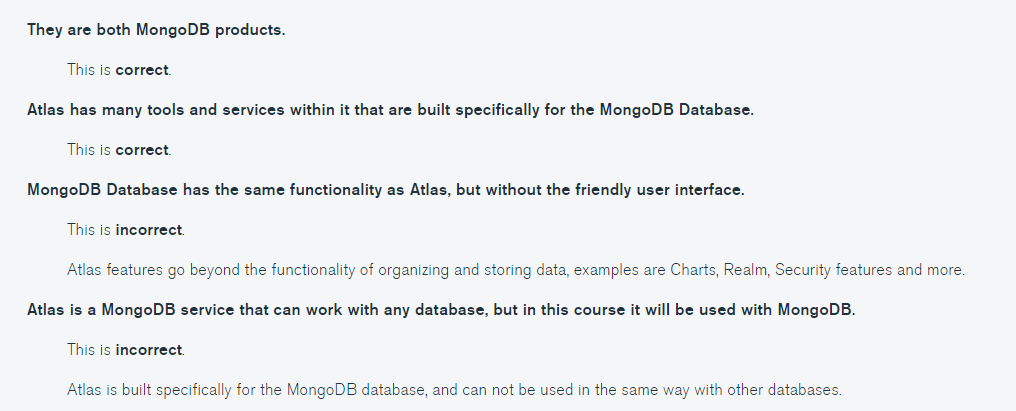 They are both MongoDB products.
This is correct.
Atlas has many tools and services within it that are built specifically for the MongoDB Database.
This is correct.
MongoDB Database has the same functionality as Atlas, but without the friendly user interface.
This is incorrect.
Atlas features go beyond the functionality of organizing and storing data, examples are Charts, Realm, Security features and more.
Atlas is a MongoDB service that can work with any database, but in this course it will be used with MongoDB.
This is incorrect.
Atlas is built specifically for the MongoDB database, and can not be used in the same way with other databases.